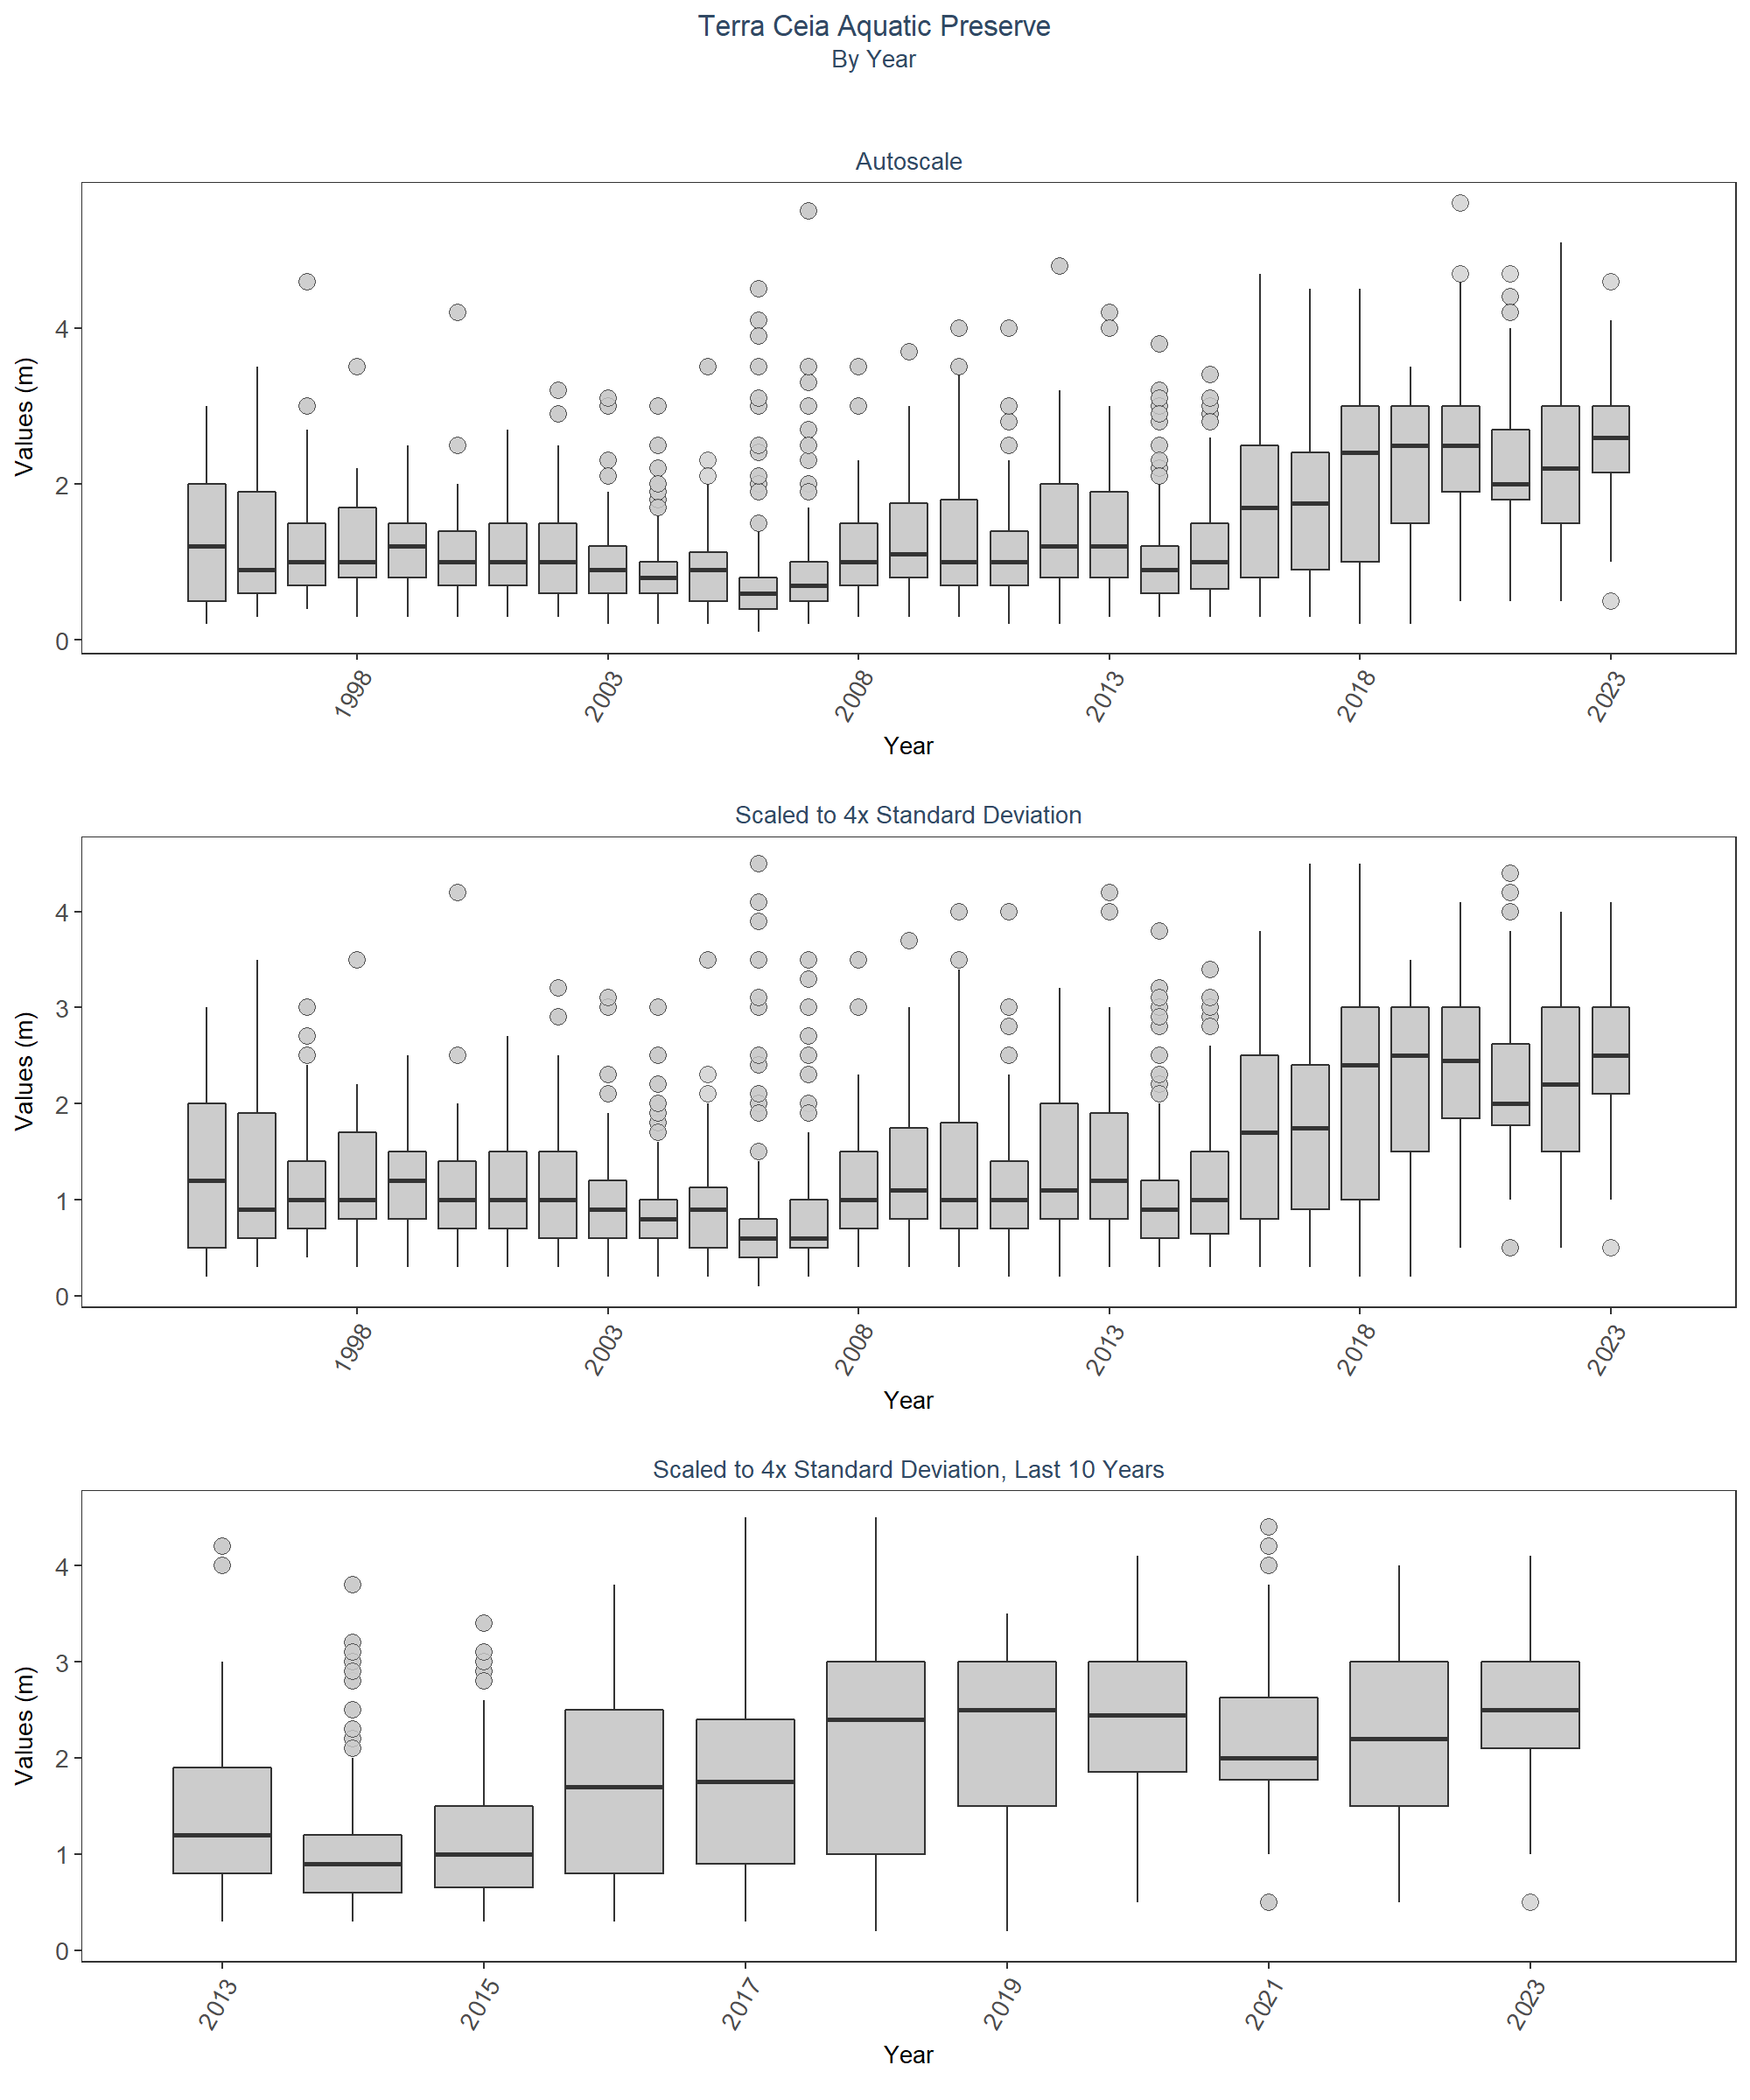 Terra Ceia Aquatic Preserve
By Year
Autoscale
Values (m)
4
2
0
1998 2003 2008 2013 2018 2023
Year
Scaled to 4x Standard Deviation
Values (m)
4
3
2
1
0
1998 2003 2008 2013 2018 2023
Year
Scaled to 4x Standard Deviation, Last 10 Years
Values (m)
4
3
2
1
0
2013 2015 2017 2019 2021 2023
Year